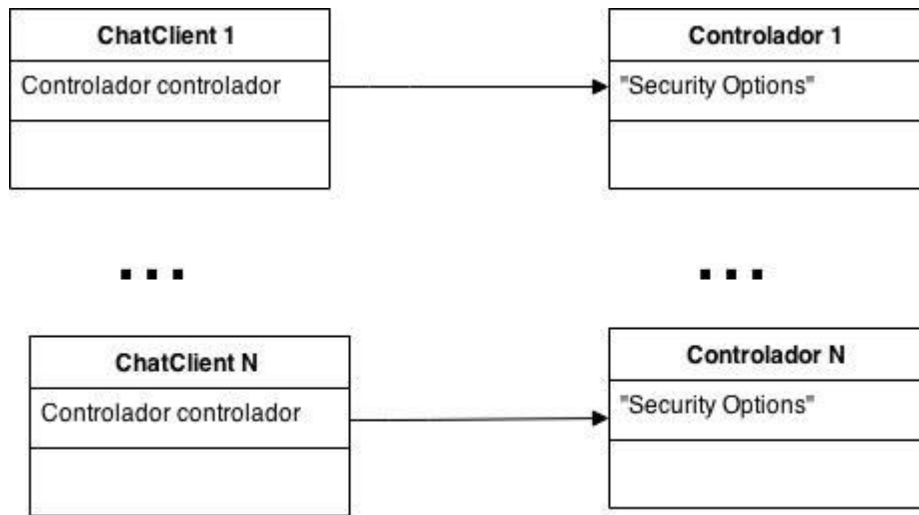 ChatClient 1
Controlador 1
Controlador controlador
"Security Options"
... ...
ChatClient N
Controlador N
Controlador controlador
"Security Options"